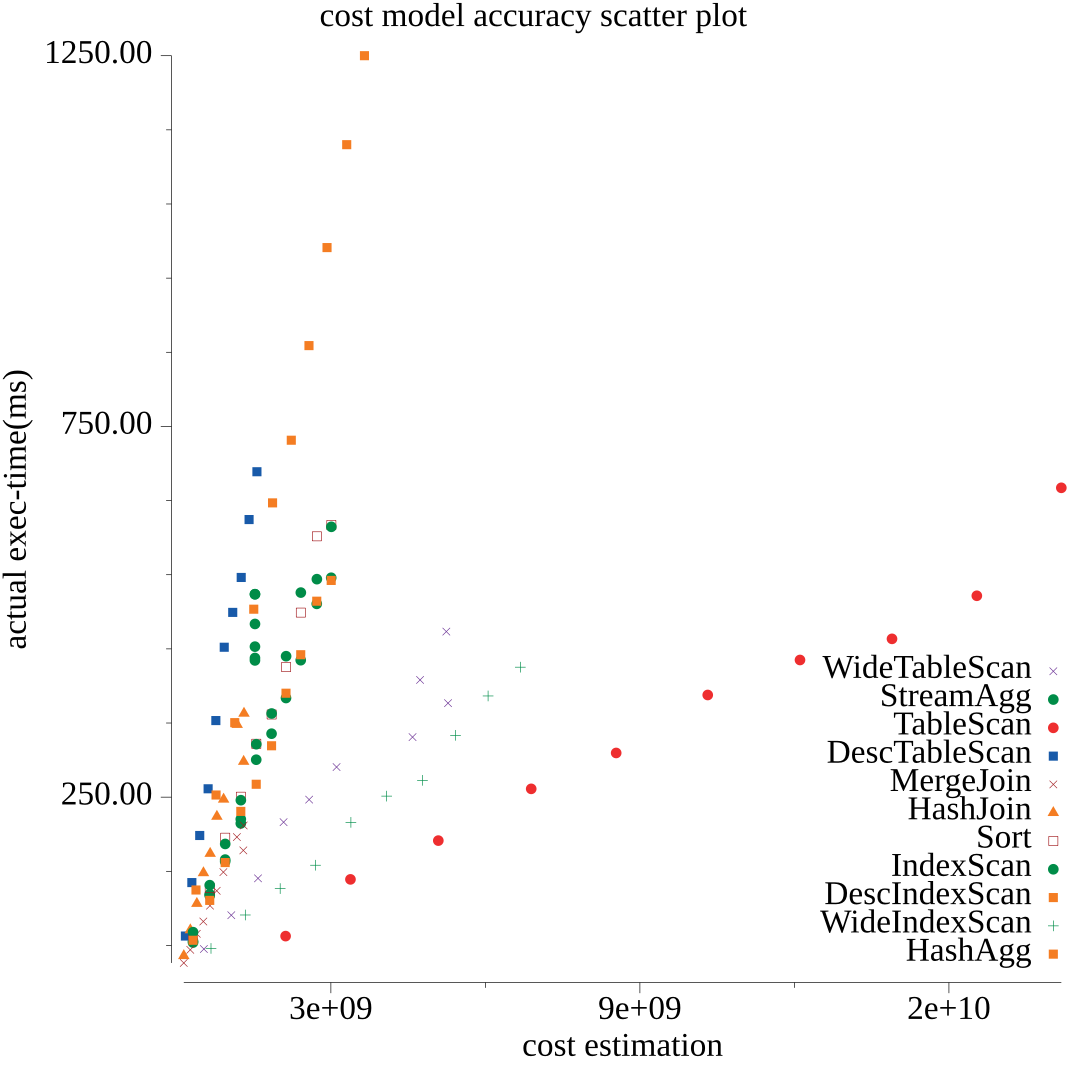 cost model accuracy scatter plot
1250.00
750.00
250.00
actual exec-time(ms)
WideTableScan
StreamAgg
TableScan
DescTableScan
MergeJoin
HashJoin
Sort
IndexScan
DescIndexScan
WideIndexScan
HashAgg
3e+09
9e+09
2e+10
cost estimation